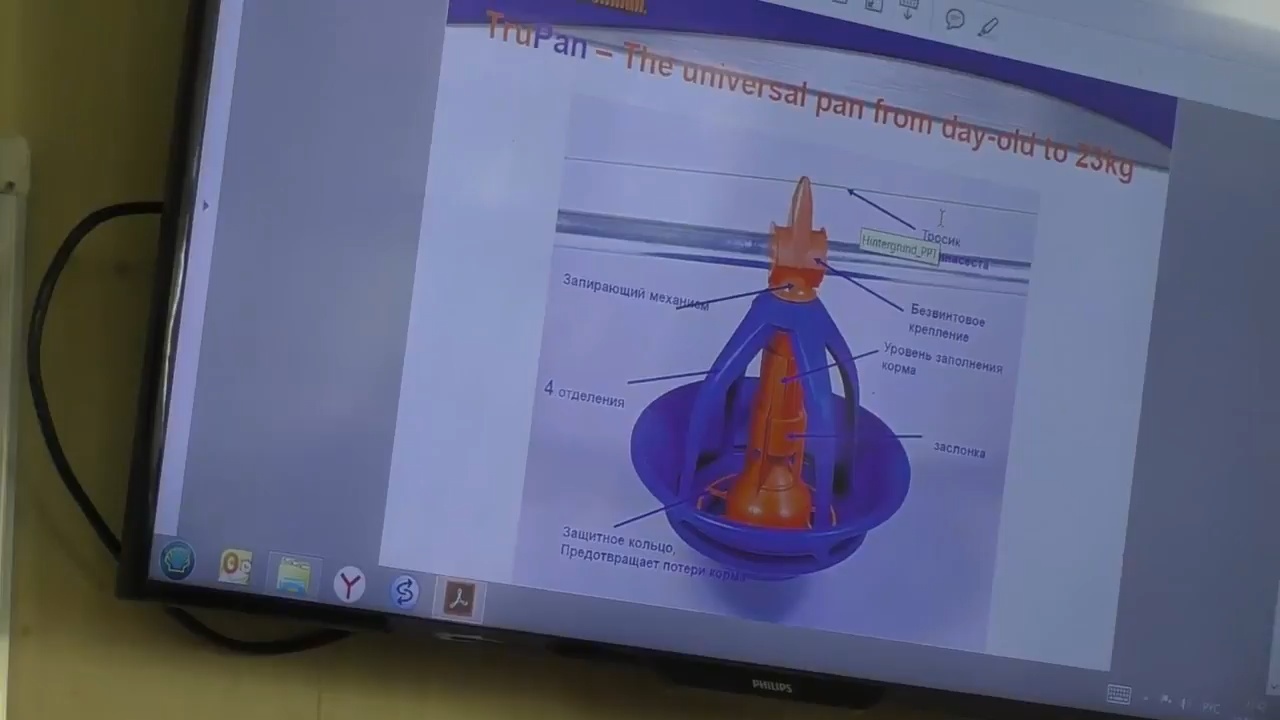 TruPan – The universal pan from day-old to 23kg
Тросик
Hintergrund_PPT
Запирающий механизм
Безвинтовое
крепление
Уровень заполнения
корма
4 отделения
заслонка
Защитное кольцо,
Предотвращает потери корма
PHILIPS
РУС